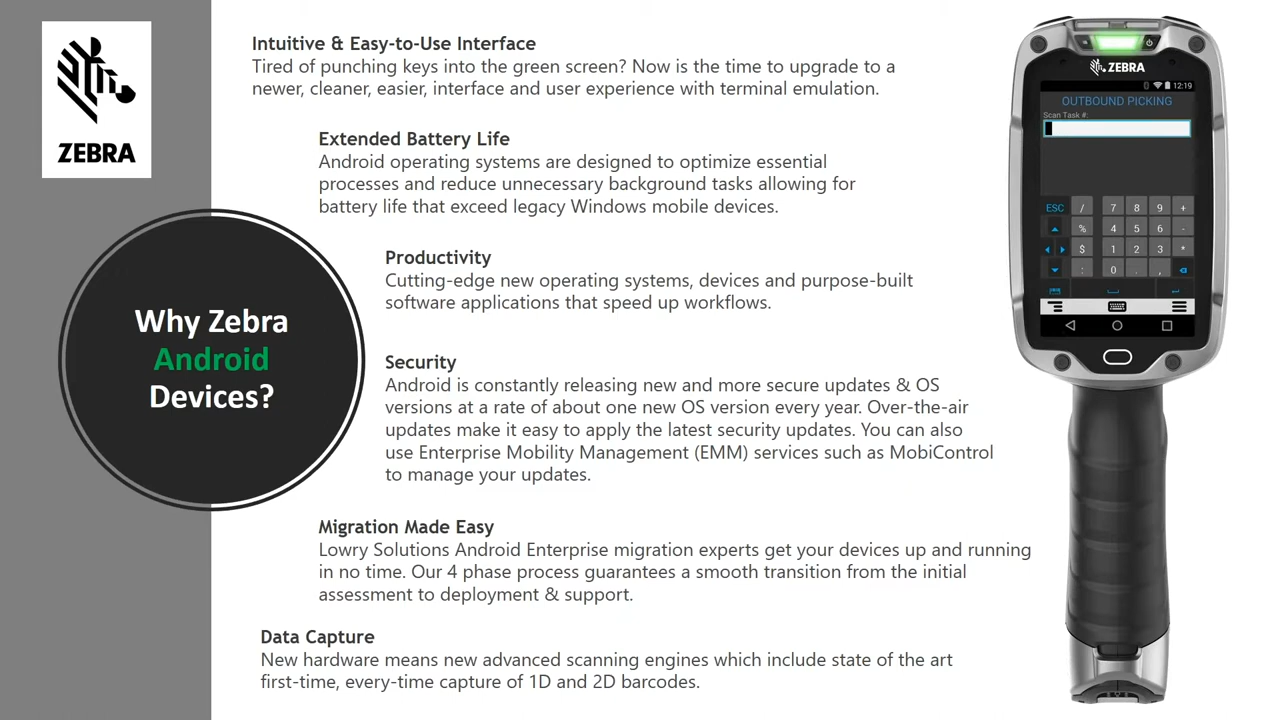 ZEBRA
Why Zebra
Android
Devices?
Intuitive & Easy-to-Use Interface
Tired of punching keys into the green screen? Now is the time to upgrade to a
newer, cleaner, easier, interface and user experience with terminal emulation.
Extended Battery Life
Android operating systems are designed to optimize essential
processes and reduce unnecessary background tasks allowing for
battery life that exceed legacy Windows mobile devices.
Productivity
Cutting-edge new operating systems, devices and purpose-built
software applications that speed up workflows.
Security
Android is constantly releasing new and more secure updates & OS
versions at a rate of about one new OS version every year. Over-the-air
updates make it easy to apply the latest security updates. You can also
use Enterprise Mobility Management (EMM) services such as MobiControl
to manage your updates.
Migration Made Easy
Lowry Solutions Android Enterprise migration experts get your devices up and running
in no time. Our 4 phase process guarantees a smooth transition from the initial
assessment to deployment & support.
Data Capture
New hardware means new advanced scanning engines which include state of the art
first-time, every-time capture of 1D and 2D barcodes.
ZEBRA
12:19
OUTBOUND PICKING
Scan Task #:
ESC / 7 8 9 +
% 4 5 6 -
$ 1 2 3 *
: 0 . ,